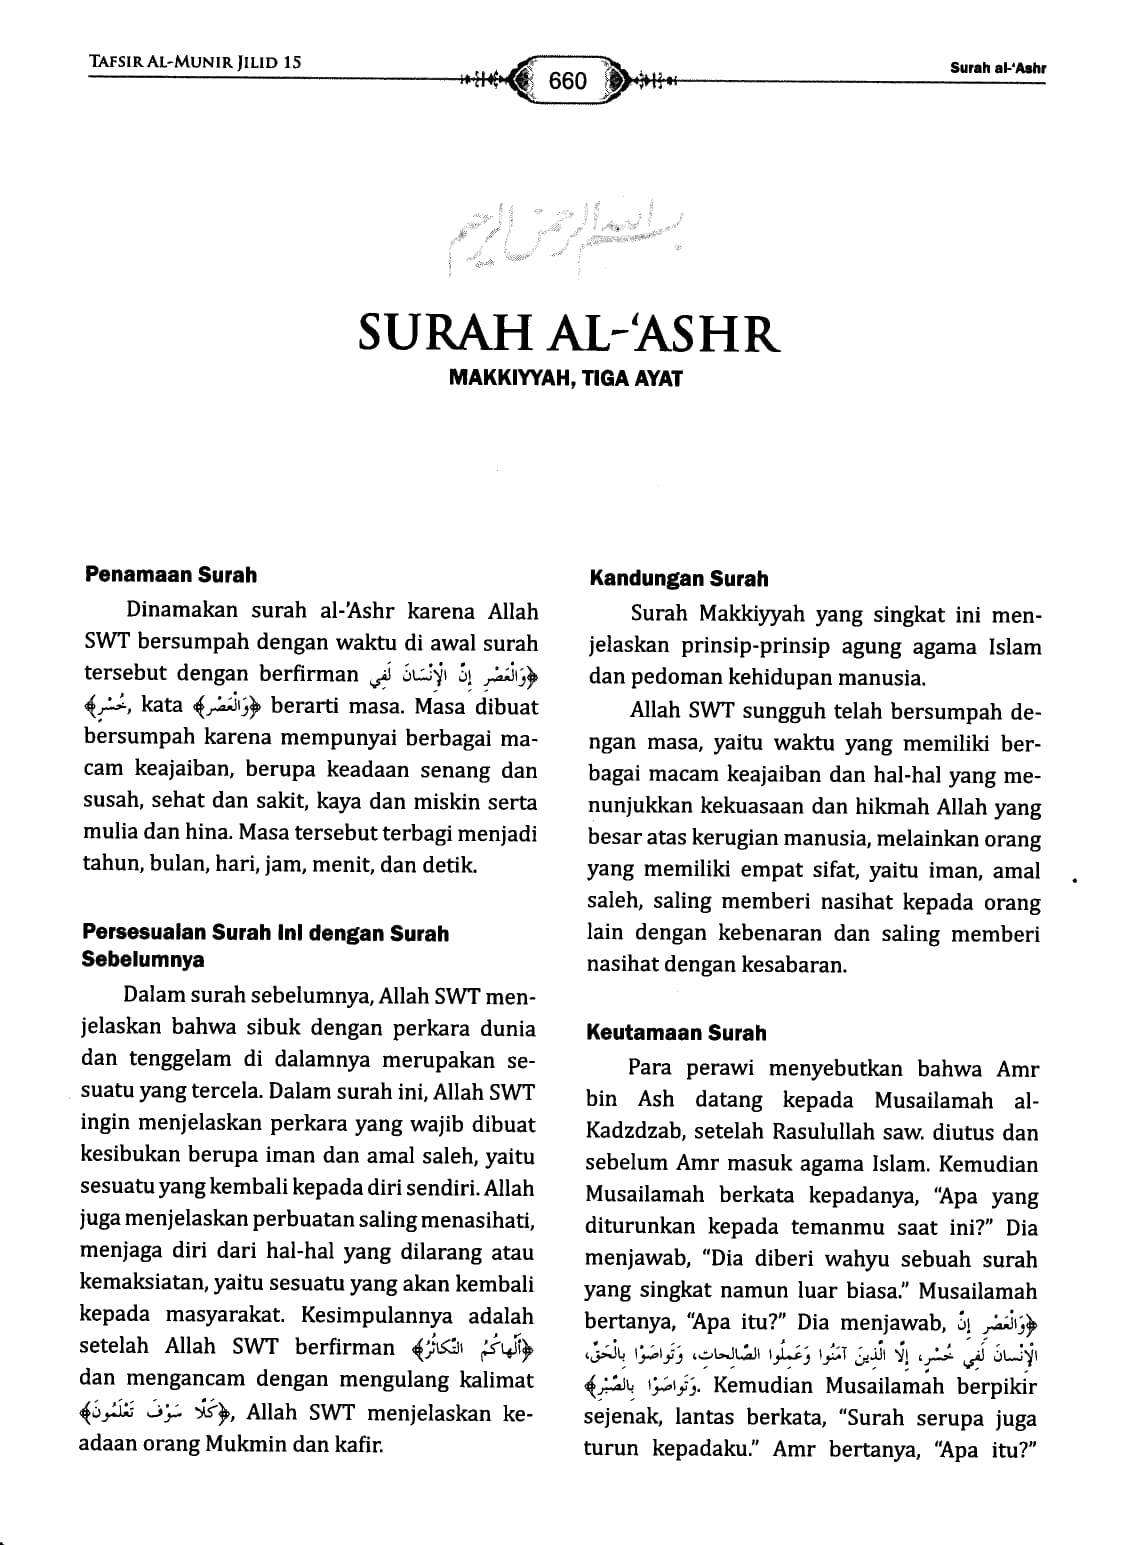 TAFSIR AL-MUNIR JILID 15
660
Surah al-‘Ashr
بسم الله الرحمن الرحيم
SURAH AL-‘ASHR
MAKKIYYAH, TIGA AYAT
Penamaan Surah
Dinamakan surah al-’Ashr karena Allah
SWT bersumpah dengan waktu di awal surah
tersebut dengan berfirman ﴿وَالْعَصْرِ إِنَّ الْإِنْسَانَ لَفِي
خُسْرٍ﴾, kata ﴿وَالْعَصْرِ﴾ berarti masa. Masa dibuat
bersumpah karena mempunyai berbagai ma-
cam keajaiban, berupa keadaan senang dan
susah, sehat dan sakit, kaya dan miskin serta
mulia dan hina. Masa tersebut terbagi menjadi
tahun, bulan, hari, jam, menit, dan detik.
Persesuaian Surah Ini dengan Surah
Sebelumnya
Dalam surah sebelumnya, Allah SWT men-
jelaskan bahwa sibuk dengan perkara dunia
dan tenggelam di dalamnya merupakan se-
suatu yang tercela. Dalam surah ini, Allah SWT
ingin menjelaskan perkara yang wajib dibuat
kesibukan berupa iman dan amal saleh, yaitu
sesuatu yang kembali kepada diri sendiri. Allah
juga menjelaskan perbuatan saling menasihati,
menjaga diri dari hal-hal yang dilarang atau
kemaksiatan, yaitu sesuatu yang akan kembali
kepada masyarakat. Kesimpulannya adalah
setelah Allah SWT berfirman ﴿أَلْهَاكُمُ التَّكَاثُرُ﴾
dan mengancam dengan mengulang kalimat
﴿كَلَّا سَوْفَ تَعْلَمُونَ﴾, Allah SWT menjelaskan ke-
adaan orang Mukmin dan kafir.
Kandungan Surah
Surah Makkiyyah yang singkat ini men-
jelaskan prinsip-prinsip agung agama Islam
dan pedoman kehidupan manusia.
Allah SWT sungguh telah bersumpah de-
ngan masa, yaitu waktu yang memiliki ber-
bagai macam keajaiban dan hal-hal yang me-
nunjukkan kekuasaan dan hikmah Allah yang
besar atas kerugian manusia, melainkan orang
yang memiliki empat sifat, yaitu iman, amal
saleh, saling memberi nasihat kepada orang
lain dengan kebenaran dan saling memberi
nasihat dengan kesabaran.
Keutamaan Surah
Para perawi menyebutkan bahwa Amr
bin Ash datang kepada Musailamah al-
Kadzdzab, setelah Rasulullah saw. diutus dan
sebelum Amr masuk agama Islam. Kemudian
Musailamah berkata kepadanya, “Apa yang
diturunkan kepada temanmu saat ini?” Dia
menjawab, “Dia diberi wahyu sebuah surah
yang singkat namun luar biasa.” Musailamah
bertanya, “Apa itu?” Dia menjawab, ﴿وَالْعَصْرِ إِنَّ
الْإِنْسَانَ لَفِي خُسْرٍ، إِلَّا الَّذِينَ آمَنُوا وَعَمِلُوا الصَّالِحَاتِ، وَتَوَاصَوْا بِالْحَقِّ،
وَتَوَاصَوْا بِالصَّبْرِ﴾. Kemudian Musailamah berpikir
sejenak, lantas berkata, “Surah serupa juga
turun kepadaku.” Amr bertanya, “Apa itu?”